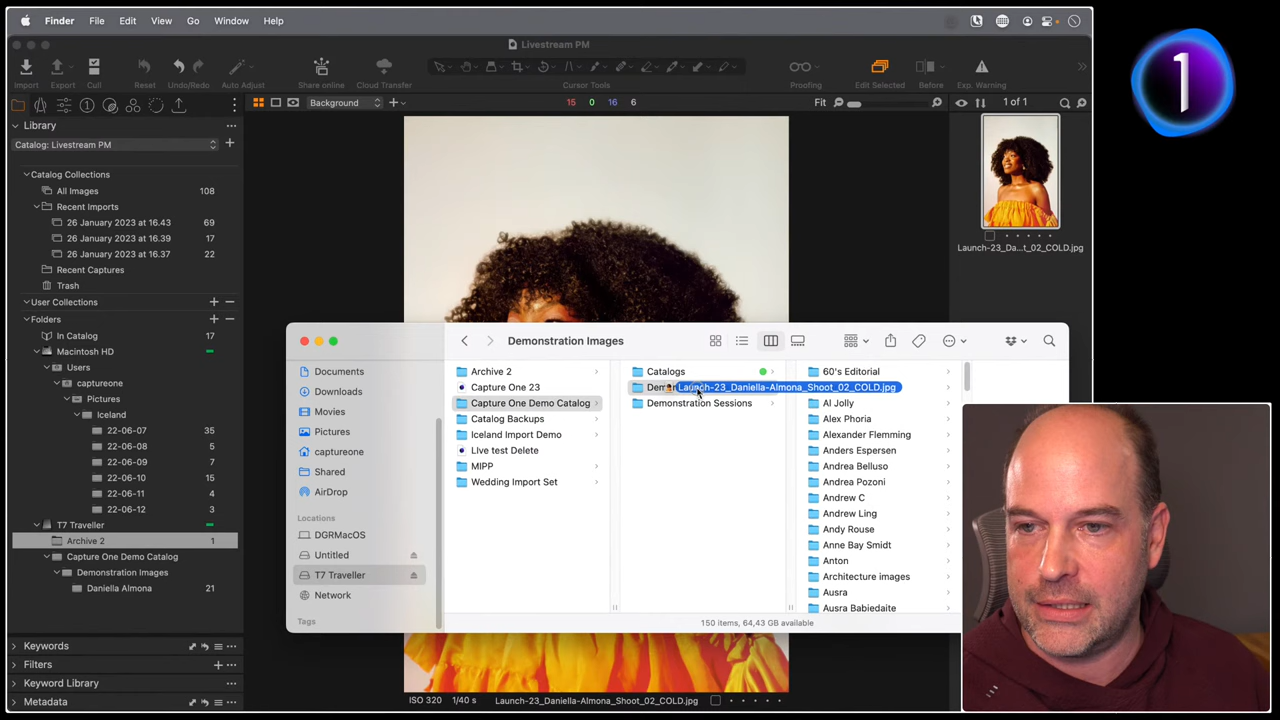 Finder File Edit View Go Window Help
Livestream PM
Import Export Cull Reset Undo/Redo Auto Adjust Share online Cloud Transfer Cursor Tools Proofing Edit Selected Before Exp. Warning
Background 15 0 16 6 Fit 1 of 1
1
Library
Catalog: Livestream PM
Catalog Collections
All Images 108
Recent Imports
26 January 2023 at 16.43 69
26 January 2023 at 16.39 17
26 January 2023 at 16.37 22
Recent Captures
Trash
User Collections
Folders
In Catalog 17
Macintosh HD
Users
captureone
Pictures
Iceland
22-06-07 35
22-06-08 5
22-06-09 7
22-06-10 15
22-06-11 4
22-06-12 3
T7 Traveller
Archive 2 1
Capture One Demo Catalog
Demonstration Images
Daniella Almona 21
Keywords
Filters
Keyword Library
Metadata
Launch-23_Da...t_02_COLD.jpg
Demonstration Images
Documents
Downloads
Movies
Pictures
captureone
Shared
AirDrop
Locations
DGRMacOS
Untitled
T7 Traveller
Network
Tags
Archive 2
Capture One 23
Capture One Demo Catalog
Catalog Backups
Iceland Import Demo
LIve test Delete
MIPP
Wedding Import Set
Catalogs
Launch-23_Daniella-Almona_Shoot_02_COLD.jpg
Demonstration Sessions
60's Editorial
Al Jolly
Alex Phoria
Alexander Flemming
Anders Espersen
Andrea Belluso
Andrea Pozoni
Andrew C
Andrew Ling
Andy Rouse
Anne Bay Smidt
Anton
Architecture images
Ausra
Ausra Babiedaite
150 items, 64,43 GB available
ISO 320 1/40 s Launch-23_Daniella-Almona_Shoot_02_COLD.jpg